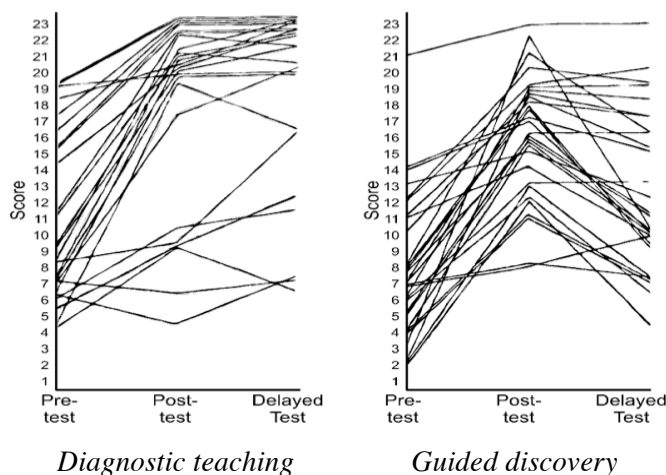 23
22
21
20
19
18
17
16
15
14
13
12
11
10
9
8
7
6
5
4
3
2
1
Score
Pre-
test
Post-
test
Delayed
Test
Diagnostic teaching
23
22
21
20
19
18
17
16
15
14
13
12
11
10
9
8
7
6
5
4
3
2
1
Score
Pre-
test
Post-
test
Delayed
Test
Guided discovery